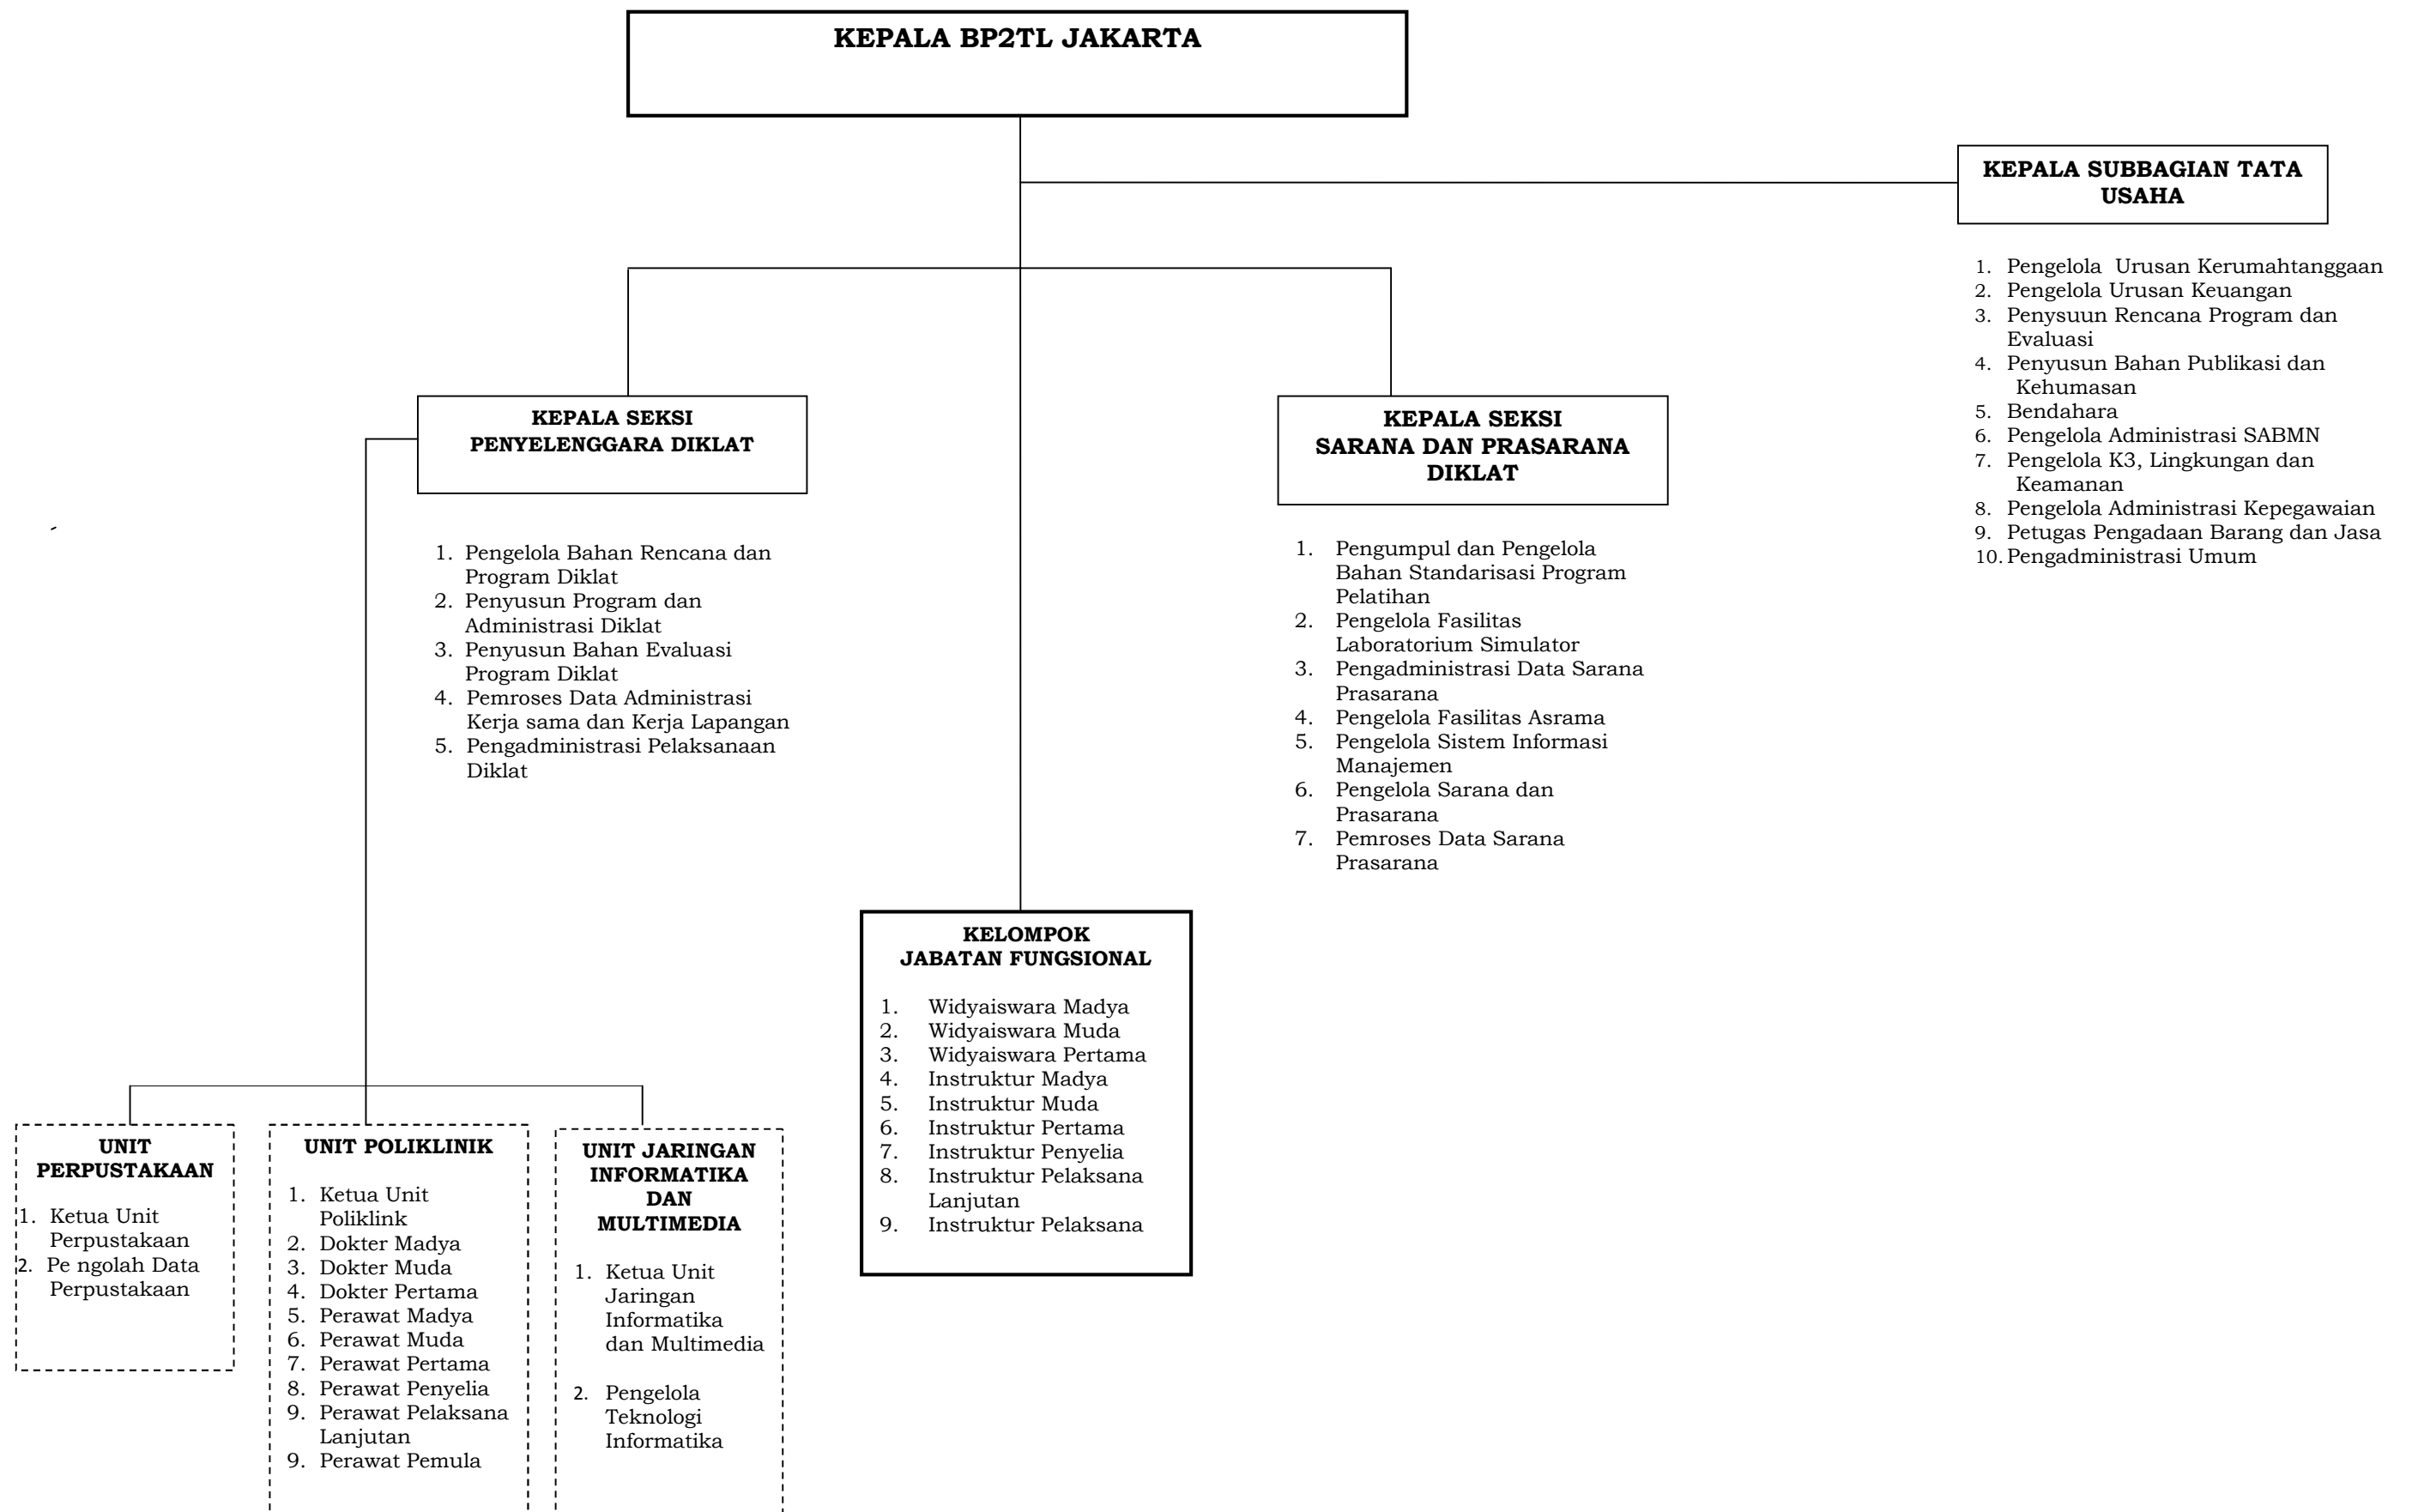 KEPALA BP2TL JAKARTA
KEPALA SUBBAGIAN TATA
USAHA
1. Pengelola  Urusan Kerumahtanggaan
2. Pengelola Urusan Keuangan
3. Penysuun Rencana Program dan
Evaluasi
4. Penyusun Bahan Publikasi dan
Kehumasan
5. Bendahara
6. Pengelola Administrasi SABMN
7. Pengelola K3, Lingkungan dan
Keamanan
8. Pengelola Administrasi Kepegawaian
9. Petugas Pengadaan Barang dan Jasa
10. Pengadministrasi Umum
KEPALA SEKSI
PENYELENGGARA DIKLAT
1. Pengelola Bahan Rencana dan
Program Diklat
2. Penyusun Program dan
Administrasi Diklat
3. Penyusun Bahan Evaluasi
Program Diklat
4. Pemroses Data Administrasi
Kerja sama dan Kerja Lapangan
5. Pengadministrasi Pelaksanaan
Diklat
KEPALA SEKSI
SARANA DAN PRASARANA
DIKLAT
1. Pengumpul dan Pengelola
Bahan Standarisasi Program
Pelatihan
2. Pengelola Fasilitas
Laboratorium Simulator
3. Pengadministrasi Data Sarana
Prasarana
4. Pengelola Fasilitas Asrama
5. Pengelola Sistem Informasi
Manajemen
6. Pengelola Sarana dan
Prasarana
7. Pemroses Data Sarana
Prasarana
KELOMPOK
JABATAN FUNGSIONAL
1. Widyaiswara Madya
2. Widyaiswara Muda
3. Widyaiswara Pertama
4. Instruktur Madya
5. Instruktur Muda
6. Instruktur Pertama
7. Instruktur Penyelia
8. Instruktur Pelaksana
Lanjutan
9. Instruktur Pelaksana
UNIT
PERPUSTAKAAN
1. Ketua Unit
Perpustakaan
2. Pe ngolah Data
Perpustakaan
UNIT POLIKLINIK
1. Ketua Unit
Poliklink
2. Dokter Madya
3. Dokter Muda
4. Dokter Pertama
5. Perawat Madya
6. Perawat Muda
7. Perawat Pertama
8. Perawat Penyelia
9. Perawat Pelaksana
Lanjutan
9. Perawat Pemula
UNIT JARINGAN
INFORMATIKA
DAN
MULTIMEDIA
1. Ketua Unit
Jaringan
Informatika
dan Multimedia
2. Pengelola
Teknologi
Informatika